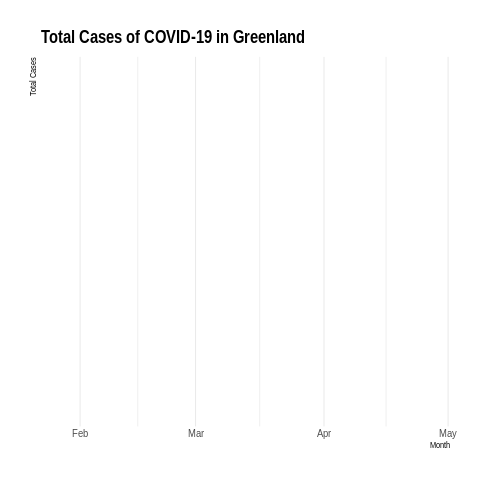 Total Cases of COVID-19 in Greenland
Total Cases
Feb Mar Apr May
Month